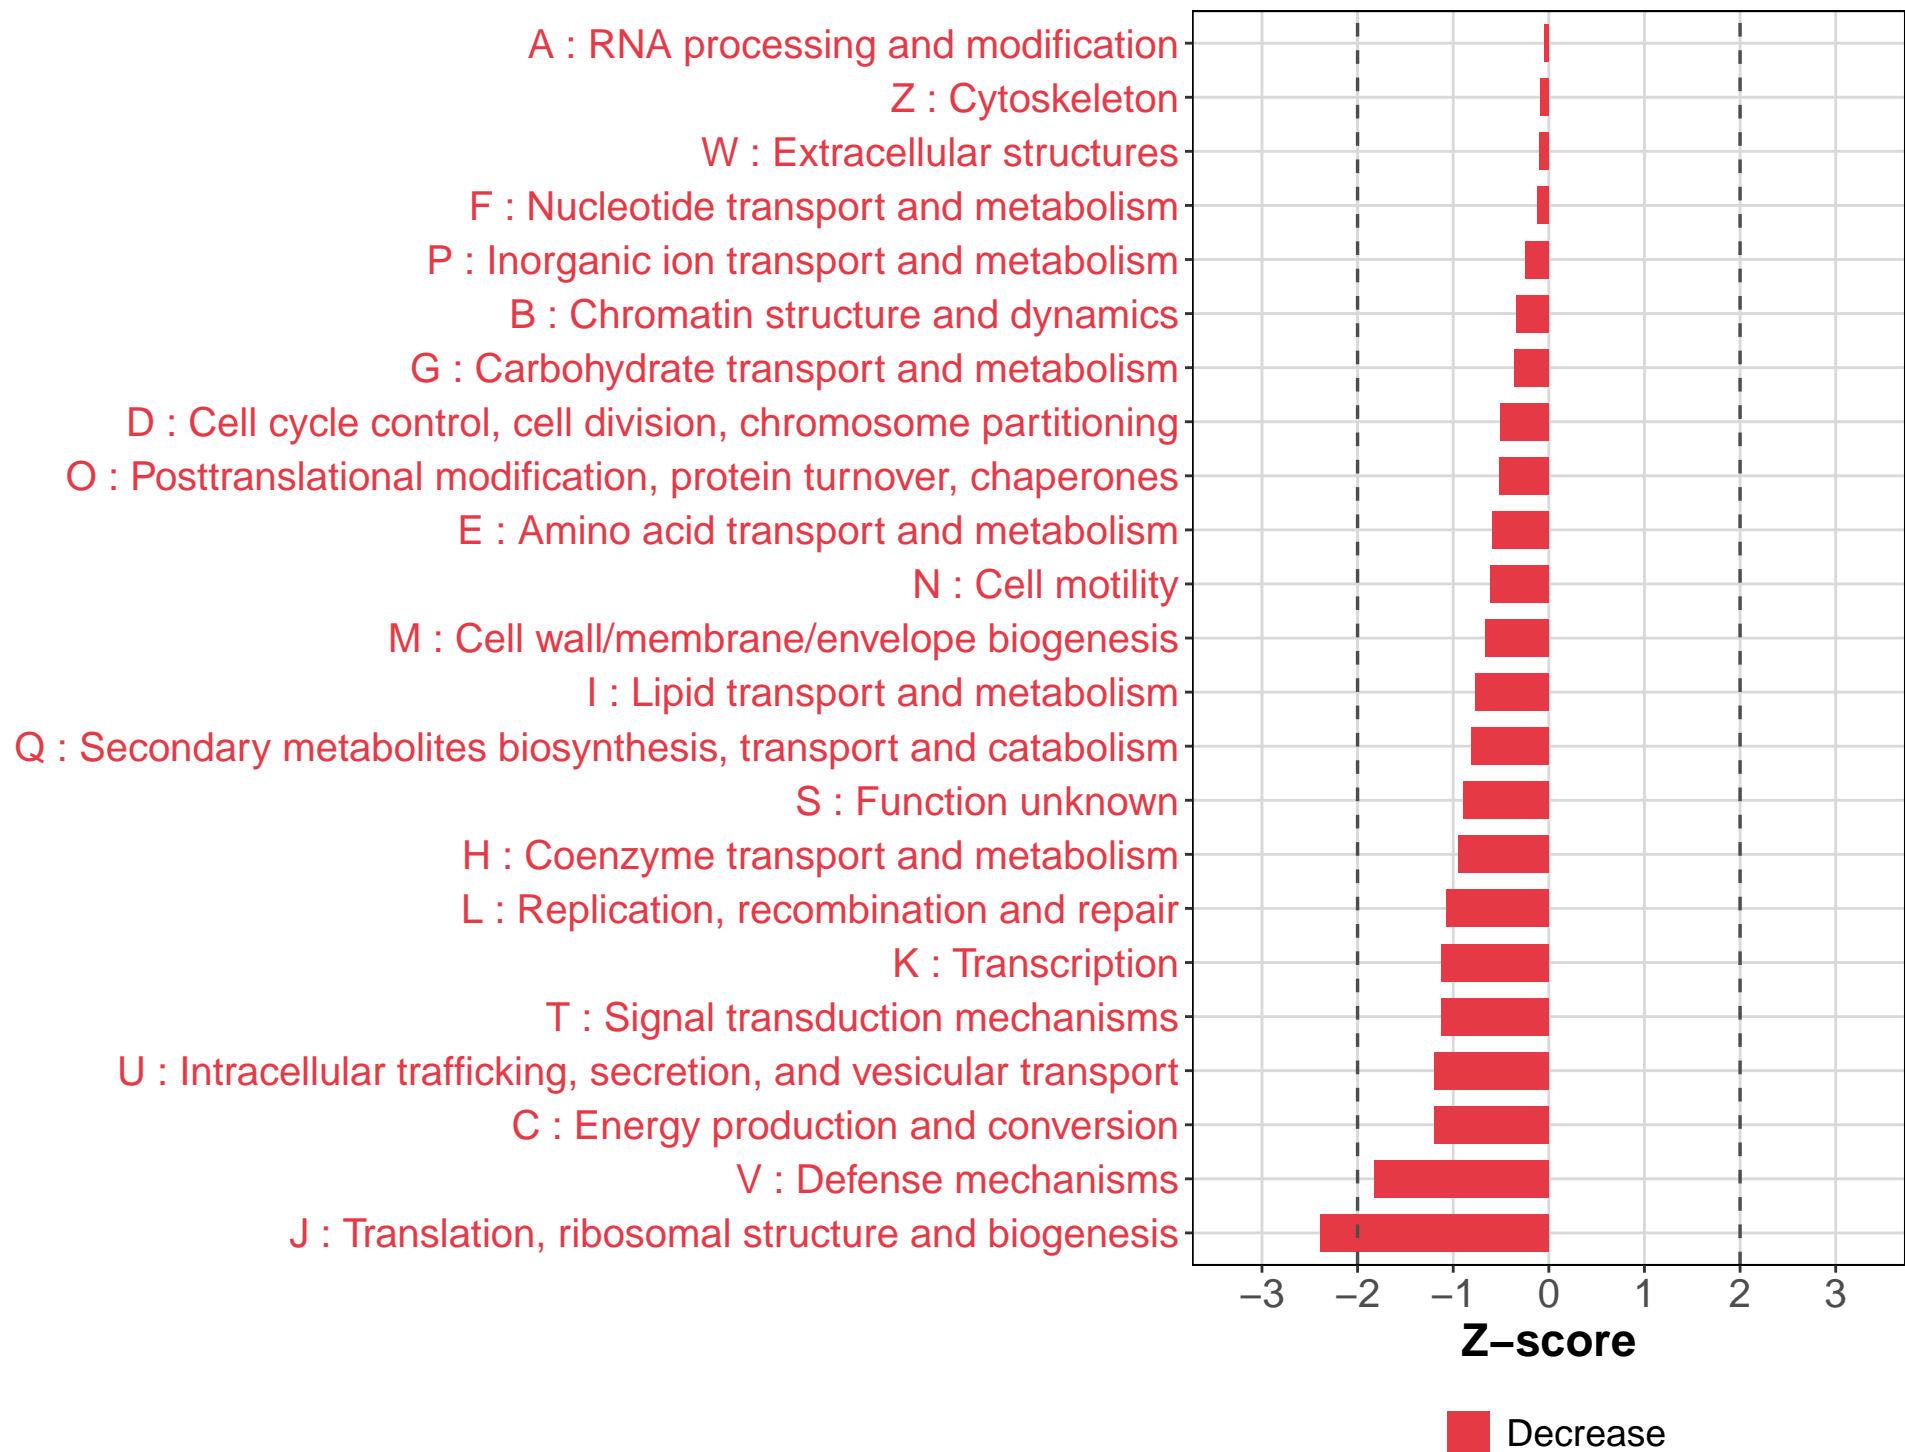 A : RNA processing and modification
Z : Cytoskeleton
W : Extracellular structures
F : Nucleotide transport and metabolism
P : Inorganic ion transport and metabolism
B : Chromatin structure and dynamics
G : Carbohydrate transport and metabolism
D : Cell cycle control, cell division, chromosome partitioning
O : Posttranslational modification, protein turnover, chaperones
E : Amino acid transport and metabolism
N : Cell motility
M : Cell wall/membrane/envelope biogenesis
I : Lipid transport and metabolism
Q : Secondary metabolites biosynthesis, transport and catabolism
S : Function unknown
H : Coenzyme transport and metabolism
L : Replication, recombination and repair
K : Transcription
T : Signal transduction mechanisms
U : Intracellular trafficking, secretion, and vesicular transport
C : Energy production and conversion
V : Defense mechanisms
J : Translation, ribosomal structure and biogenesis
−3 −2 −1 0 1 2 3
Z−score
Decrease